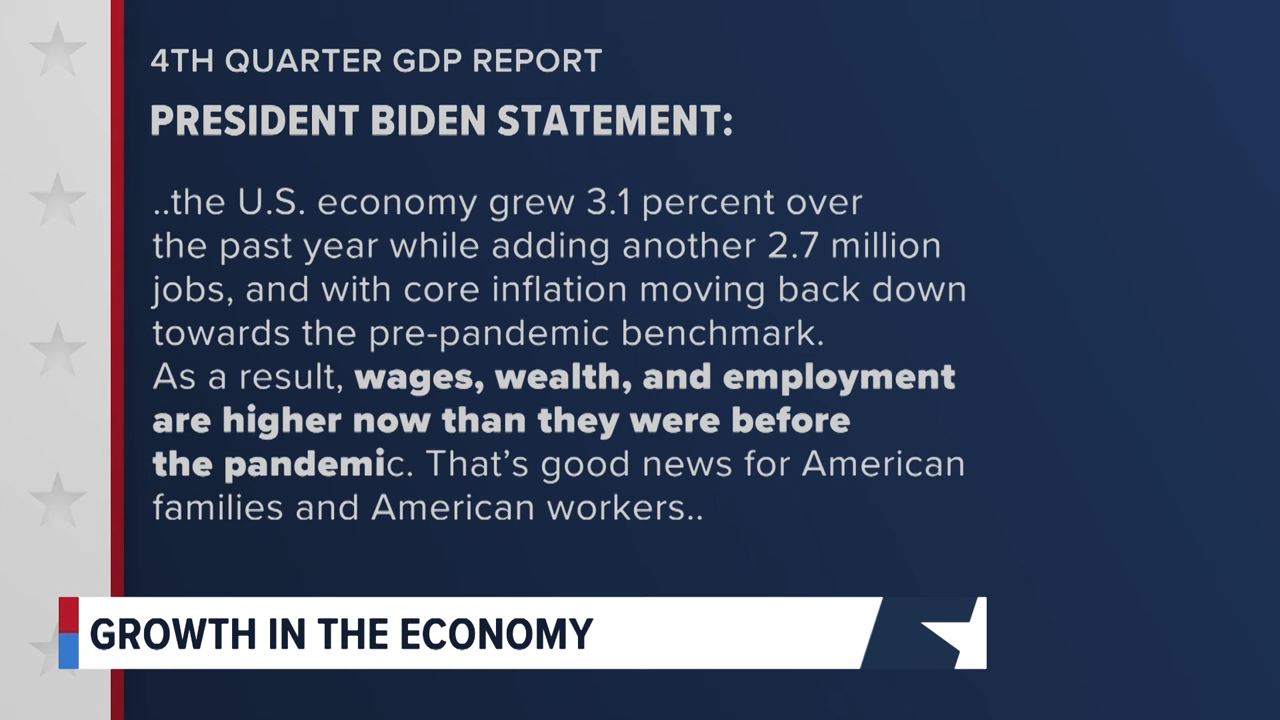 4TH QUARTER GDP REPORT
PRESIDENT BIDEN STATEMENT:
..the U.S. economy grew 3.1 percent over
the past year while adding another 2.7 million
jobs, and with core inflation moving back down
towards the pre-pandemic benchmark.
As a result, wages, wealth, and employment
are higher now than they were before
the pandemic. That’s good news for American
families and American workers..
GROWTH IN THE ECONOMY